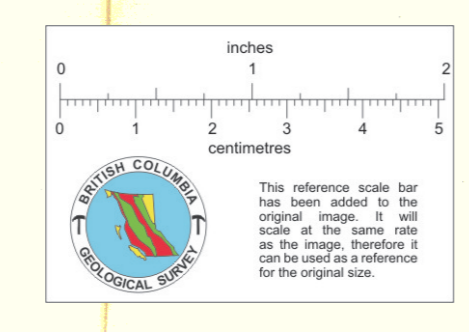 inches
0 1 2
0 1 2 3 4 5
centimetres
BRITISH COLUMBIA
GEOLOGICAL SURVEY
This reference scale bar
has been added to the
original image. It will
scale at the same rate
as the image, therefore it
can be used as a reference
for the original size.